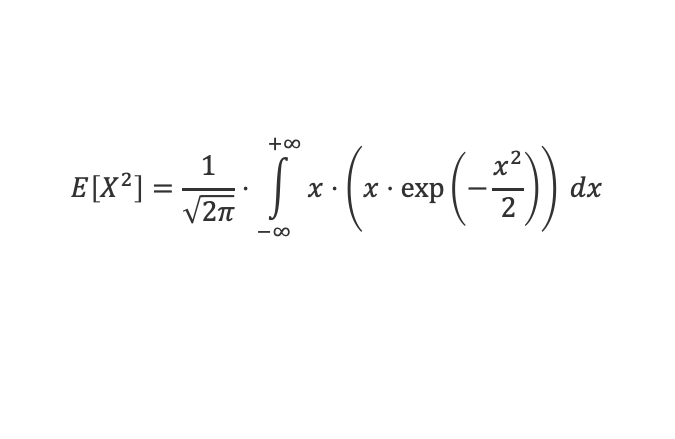 E[X²] = 1/√2π · ∫_{−∞}^{+∞} x · (x · exp(−x²/2)) dx